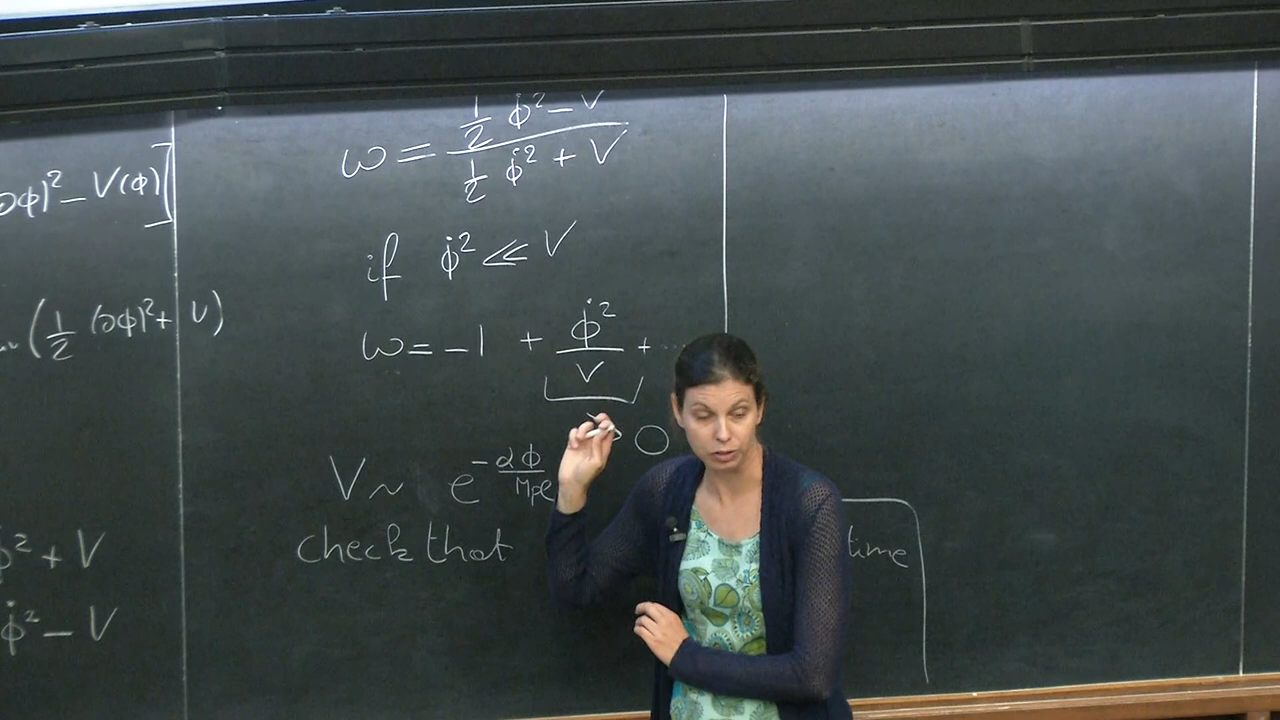 ∂ϕ)² − V(ϕ)]
(1/2 (∂ϕ)² + V)
ϕ̇² + V
ϕ̇² − V
ω = (1/2 ϕ̇² − V) / (1/2 ϕ̇² + V)
if ϕ̇² ≪ V
ω = −1 + ϕ̇²/V + ...
0
V ~ e^(−αϕ/Mpl)
check that time